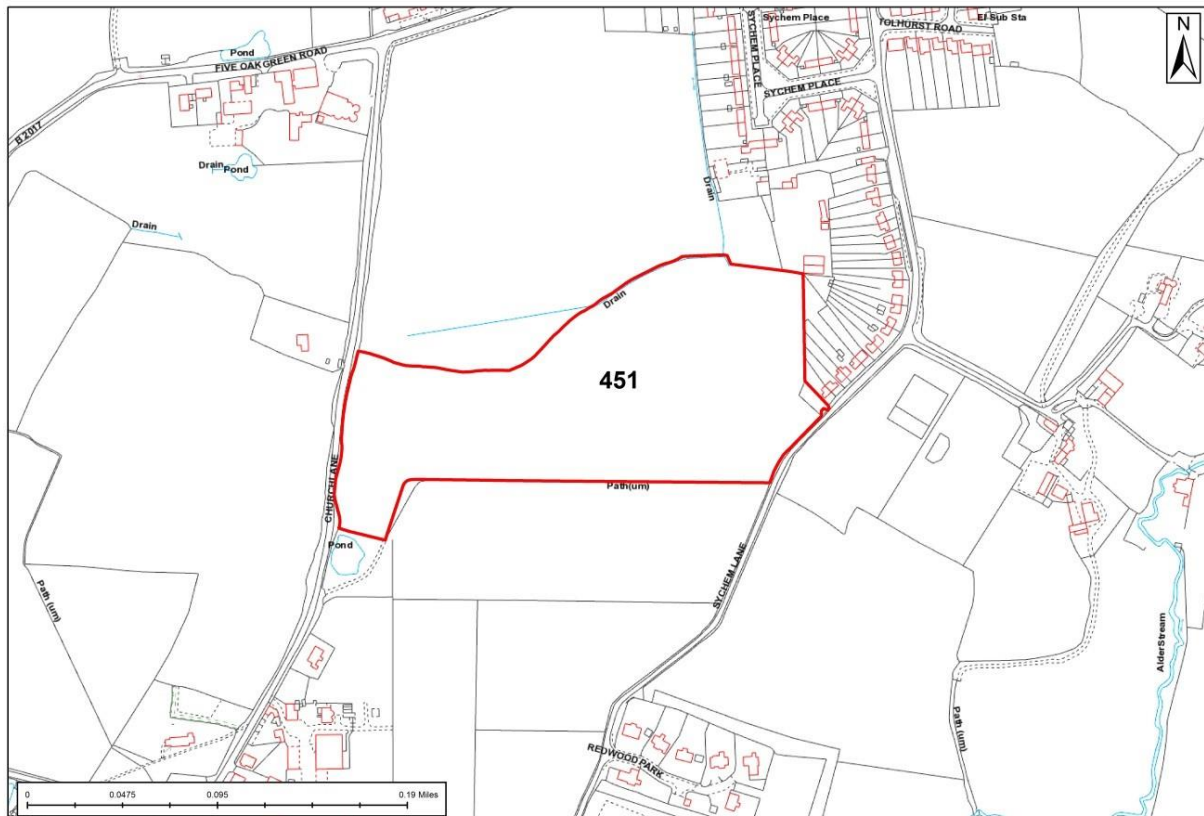 SYCHEM PLACE
Sychem Place
TOLHURST ROAD
El Sub Sta
N
Pond
FIVE OAK GREEN ROAD
SYCHEM PLACE
B 2017
Drain
Pond
Drain
Drain
Drain
451
CHURCH LANE
Path(um)
Pond
Path (um)
SYCHEM LANE
Alder Stream
Path (um)
REDWOOD PARK
0
0.0475
0.095
0.19 Miles